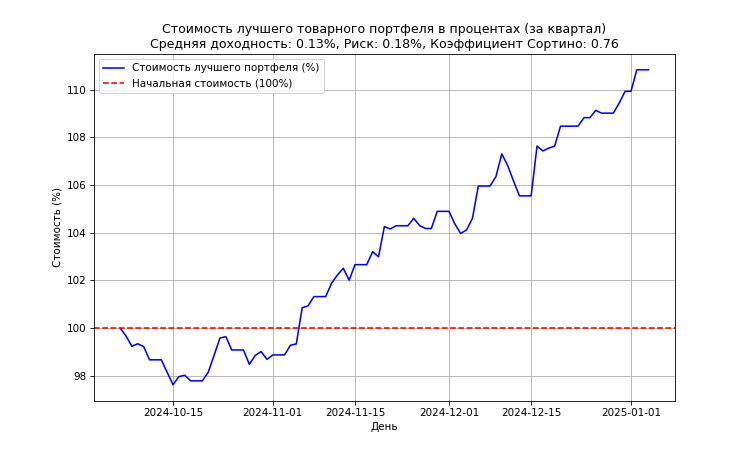 Стоимость лучшего товарного портфеля в процентах (за квартал)
Средняя доходность: 0.13%, Риск: 0.18%, Коэффициент Сортино: 0.76
Стоимость лучшего портфеля (%)
Начальная стоимость (100%)
Стоимость (%)
110
108
106
104
102
100
98
2024-10-15
2024-11-01
2024-11-15
2024-12-01
2024-12-15
2025-01-01
День